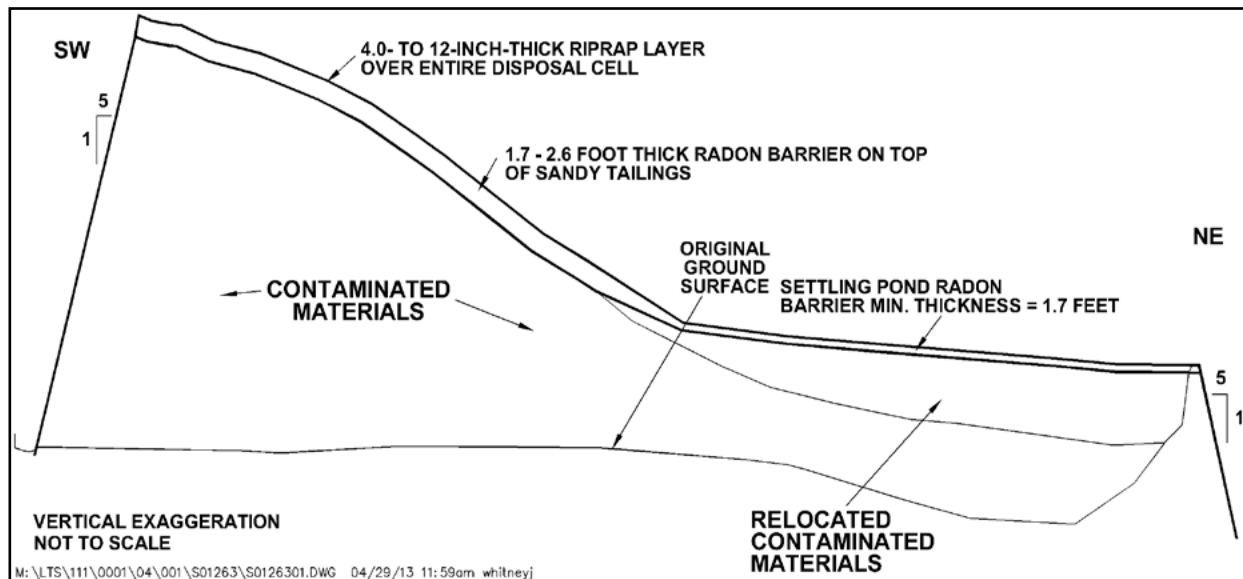 SW
4.0- TO 12-INCH-THICK RIPRAP LAYER
OVER ENTIRE DISPOSAL CELL
5
1
1.7 - 2.6 FOOT THICK RADON BARRIER ON TOP
OF SANDY TAILINGS
NE
ORIGINAL
GROUND
SURFACE
SETTLING POND RADON
BARRIER MIN. THICKNESS = 1.7 FEET
CONTAMINATED
MATERIALS
5
1
RELOCATED
CONTAMINATED
MATERIALS
VERTICAL EXAGGERATION
NOT TO SCALE
M:\LTS\111\0001\04\001\S01263\S0126301.DWG 04/29/13 11:59am whitneyj